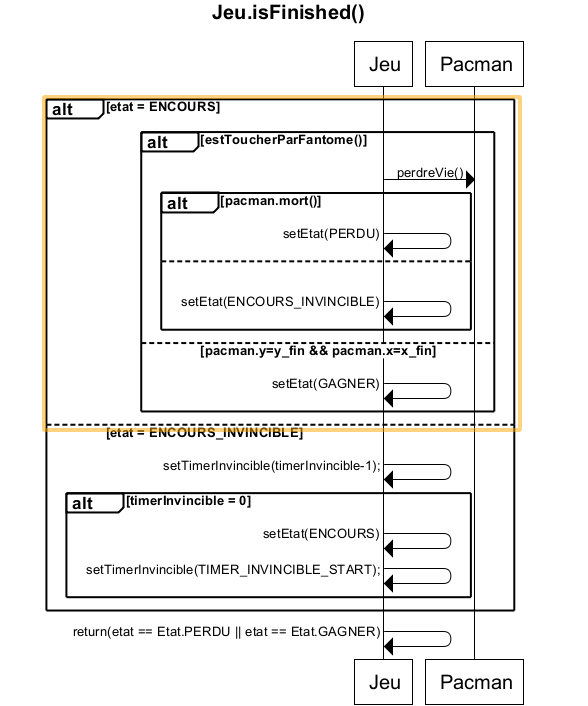 Jeu.isFinished()
Jeu
Pacman
alt
[etat = ENCOURS]
alt
[estToucherParFantome()]
perdreVie()
alt
[pacman.mort()]
setEtat(PERDU)
setEtat(ENCOURS_INVINCIBLE)
[pacman.y=y_fin && pacman.x=x_fin]
setEtat(GAGNER)
[etat = ENCOURS_INVINCIBLE]
setTimerInvincible(timerInvincible-1);
alt
[timerInvincible = 0]
setEtat(ENCOURS)
setTimerInvincible(TIMER_INVINCIBLE_START);
return(etat == Etat.PERDU || etat == Etat.GAGNER)
Jeu
Pacman